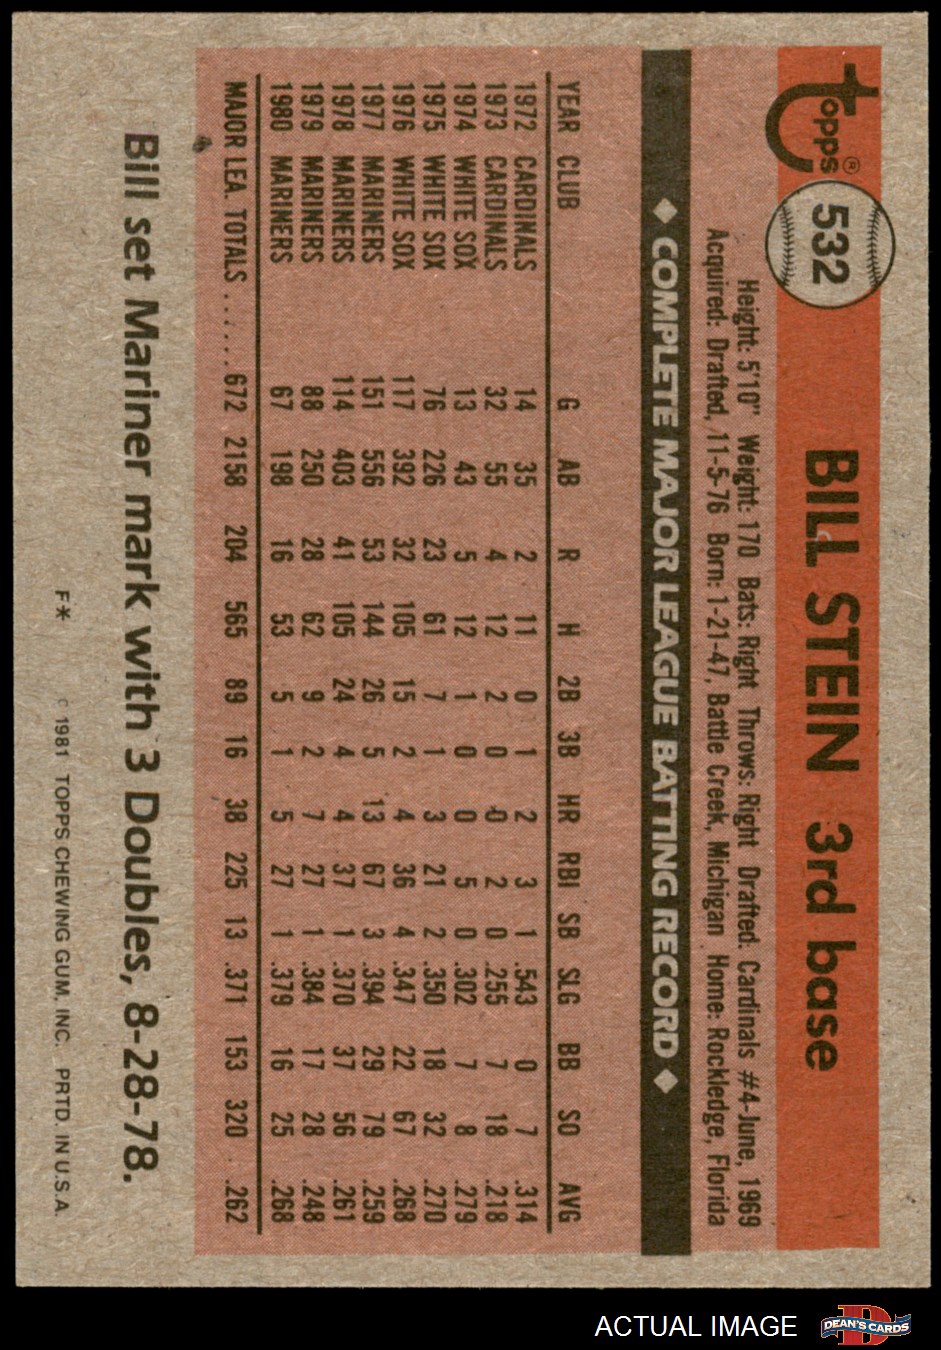 Topps®
532
BILL STEIN 3rd base
Height: 5'10" Weight: 170 Bats: Right Throws: Right Drafted: Cardinals #4-June, 1969
Acquired: Drafted, 11-5-76 Born: 1-21-47, Battle Creek, Michigan Home: Rockledge, Florida
◆ COMPLETE MAJOR LEAGUE BATTING RECORD ◆
YEAR CLUB G AB R H 2B 3B HR RBI SB SLG BB SO AVG
1972 CARDINALS 14 35 2 11 0 1 2 3 1 .543 0 7 .314
1973 CARDINALS 32 55 4 12 2 0 0 2 0 .255 7 18 .218
1974 WHITE SOX 13 43 5 12 1 0 0 5 0 .302 7 8 .279
1975 WHITE SOX 76 226 23 61 7 1 3 21 2 .350 18 32 .270
1976 WHITE SOX 117 392 32 105 15 2 4 36 4 .347 22 67 .268
1977 MARINERS 151 556 53 144 26 5 13 67 3 .394 29 79 .259
1978 MARINERS 114 403 41 105 24 4 4 37 1 .370 37 56 .261
1979 MARINERS 88 250 28 62 9 2 7 27 1 .384 17 28 .248
1980 MARINERS 67 198 16 53 5 1 5 27 1 .379 16 25 .268
MAJOR LEA. TOTALS ...... 672 2158 204 565 89 16 38 225 13 .371 153 320 .262
Bill set Mariner mark with 3 Doubles, 8-28-78.
F* © 1981 TOPPS CHEWING GUM, INC. PRTD. IN U.S.A.
ACTUAL IMAGE
DEAN'S CARDS